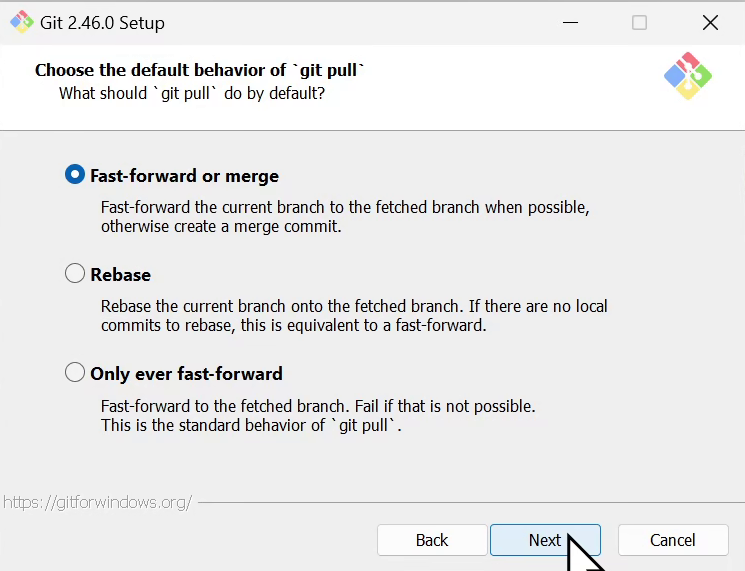 Git 2.46.0 Setup
Choose the default behavior of `git pull`
What should `git pull` do by default?
Fast-forward or merge
Fast-forward the current branch to the fetched branch when possible,
otherwise create a merge commit.
Rebase
Rebase the current branch onto the fetched branch. If there are no local
commits to rebase, this is equivalent to a fast-forward.
Only ever fast-forward
Fast-forward to the fetched branch. Fail if that is not possible.
This is the standard behavior of `git pull`.
https://gitforwindows.org/
Back
Next
Cancel